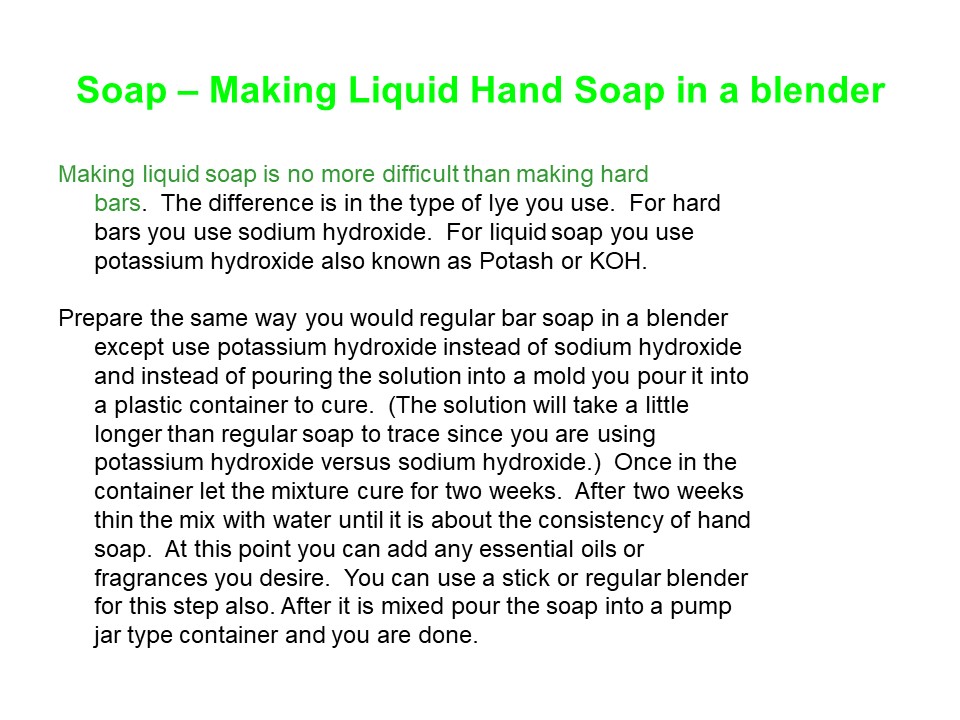 Soap – Making Liquid Hand Soap in a blender
Making liquid soap is no more difficult than making hard
bars.  The difference is in the type of lye you use.  For hard
bars you use sodium hydroxide.  For liquid soap you use
potassium hydroxide also known as Potash or KOH.
Prepare the same way you would regular bar soap in a blender
except use potassium hydroxide instead of sodium hydroxide
and instead of pouring the solution into a mold you pour it into
a plastic container to cure.  (The solution will take a little
longer than regular soap to trace since you are using
potassium hydroxide versus sodium hydroxide.)  Once in the
container let the mixture cure for two weeks.  After two weeks
thin the mix with water until it is about the consistency of hand
soap.  At this point you can add any essential oils or
fragrances you desire.  You can use a stick or regular blender
for this step also. After it is mixed pour the soap into a pump
jar type container and you are done.